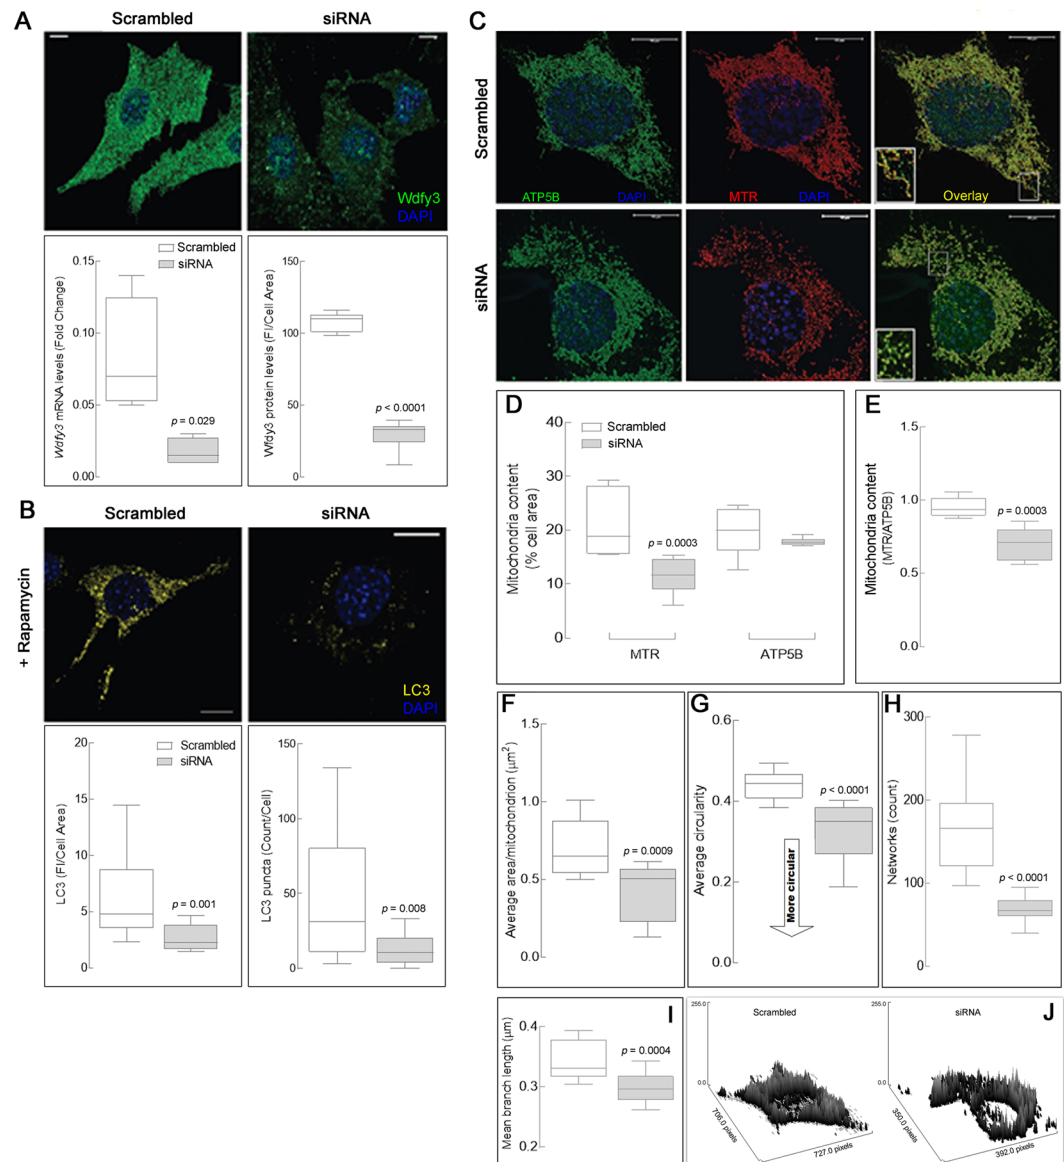 A
Scrambled
siRNA
Wdfy3
DAPI
Scrambled
siRNA
0.15
0.10
0.05
0.00
Wdfy3 mRNA levels (Fold Change)
p = 0.029
150
100
50
0
Wfdy3 protein levels (FI/Cell Area)
p < 0.0001
B
Scrambled
siRNA
+ Rapamycin
LC3
DAPI
Scrambled
siRNA
20
15
10
5
0
LC3 (FI/Cell Area)
p = 0.001
150
100
50
0
LC3 puncta (Count/Cell)
p = 0.008
C
Scrambled
ATP5B
DAPI
MTR
DAPI
Overlay
siRNA
D
Scrambled
siRNA
40
30
20
10
0
Mitochondria content
(% cell area)
p = 0.0003
MTR
ATP5B
E
1.5
1.0
0.5
0.0
Mitochondria content
(MTR/ATP5B)
p = 0.0003
F
1.5
1.0
0.5
0.0
Average area/mitochondrion (μm²)
p = 0.0009
G
0.6
0.4
0.2
0.0
Average circularity
p < 0.0001
More circular
H
300
200
100
0
Networks (count)
p < 0.0001
I
0.4
0.3
0.2
Mean branch length (μm)
p = 0.0004
J
Scrambled
255.0
0.0
706.0 pixels
727.0 pixels
siRNA
255.0
0.0
350.0 pixels
392.0 pixels